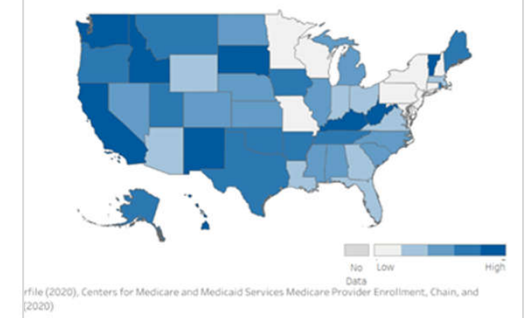 No Data
Low
High
rfile (2020), Centers for Medicare and Medicaid Services Medicare Provider Enrollment, Chain, and
(2020)